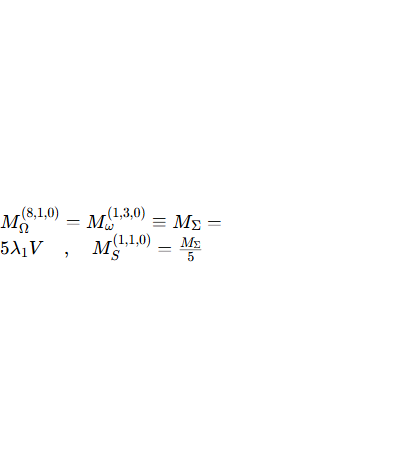 $M_{\Omega}^{(8,1,0)} = M_{\omega}^{(1,3,0)} \equiv M_{\Sigma} =$
$5\lambda_1 V \quad , \quad M_{S}^{(1,1,0)} = \frac{M_{\Sigma}}{5}$